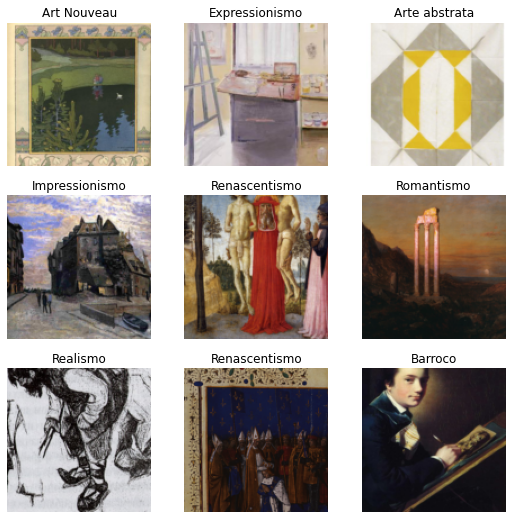 Art Nouveau
Expressionismo
Arte abstrata
Impressionismo
Renascentismo
Romantismo
Realismo
Renascentismo
Barroco